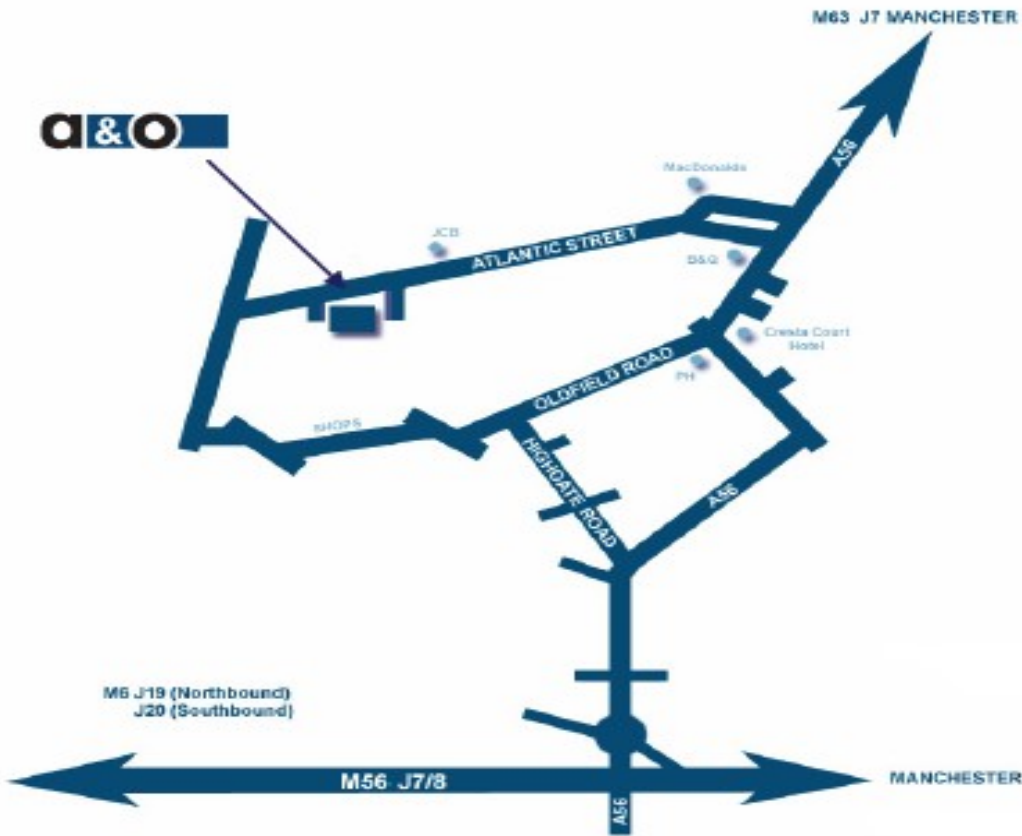 M63 J7 MANCHESTER
a&o
A56
MacDonalds
JCB
ATLANTIC STREET
B&Q
Cresta Court
Hotel
OLDFIELD ROAD
PH
SHOPS
HIGHGATE ROAD
A56
M6 J19 (Northbound)
J20 (Southbound)
M56 J7/8
MANCHESTER
A56